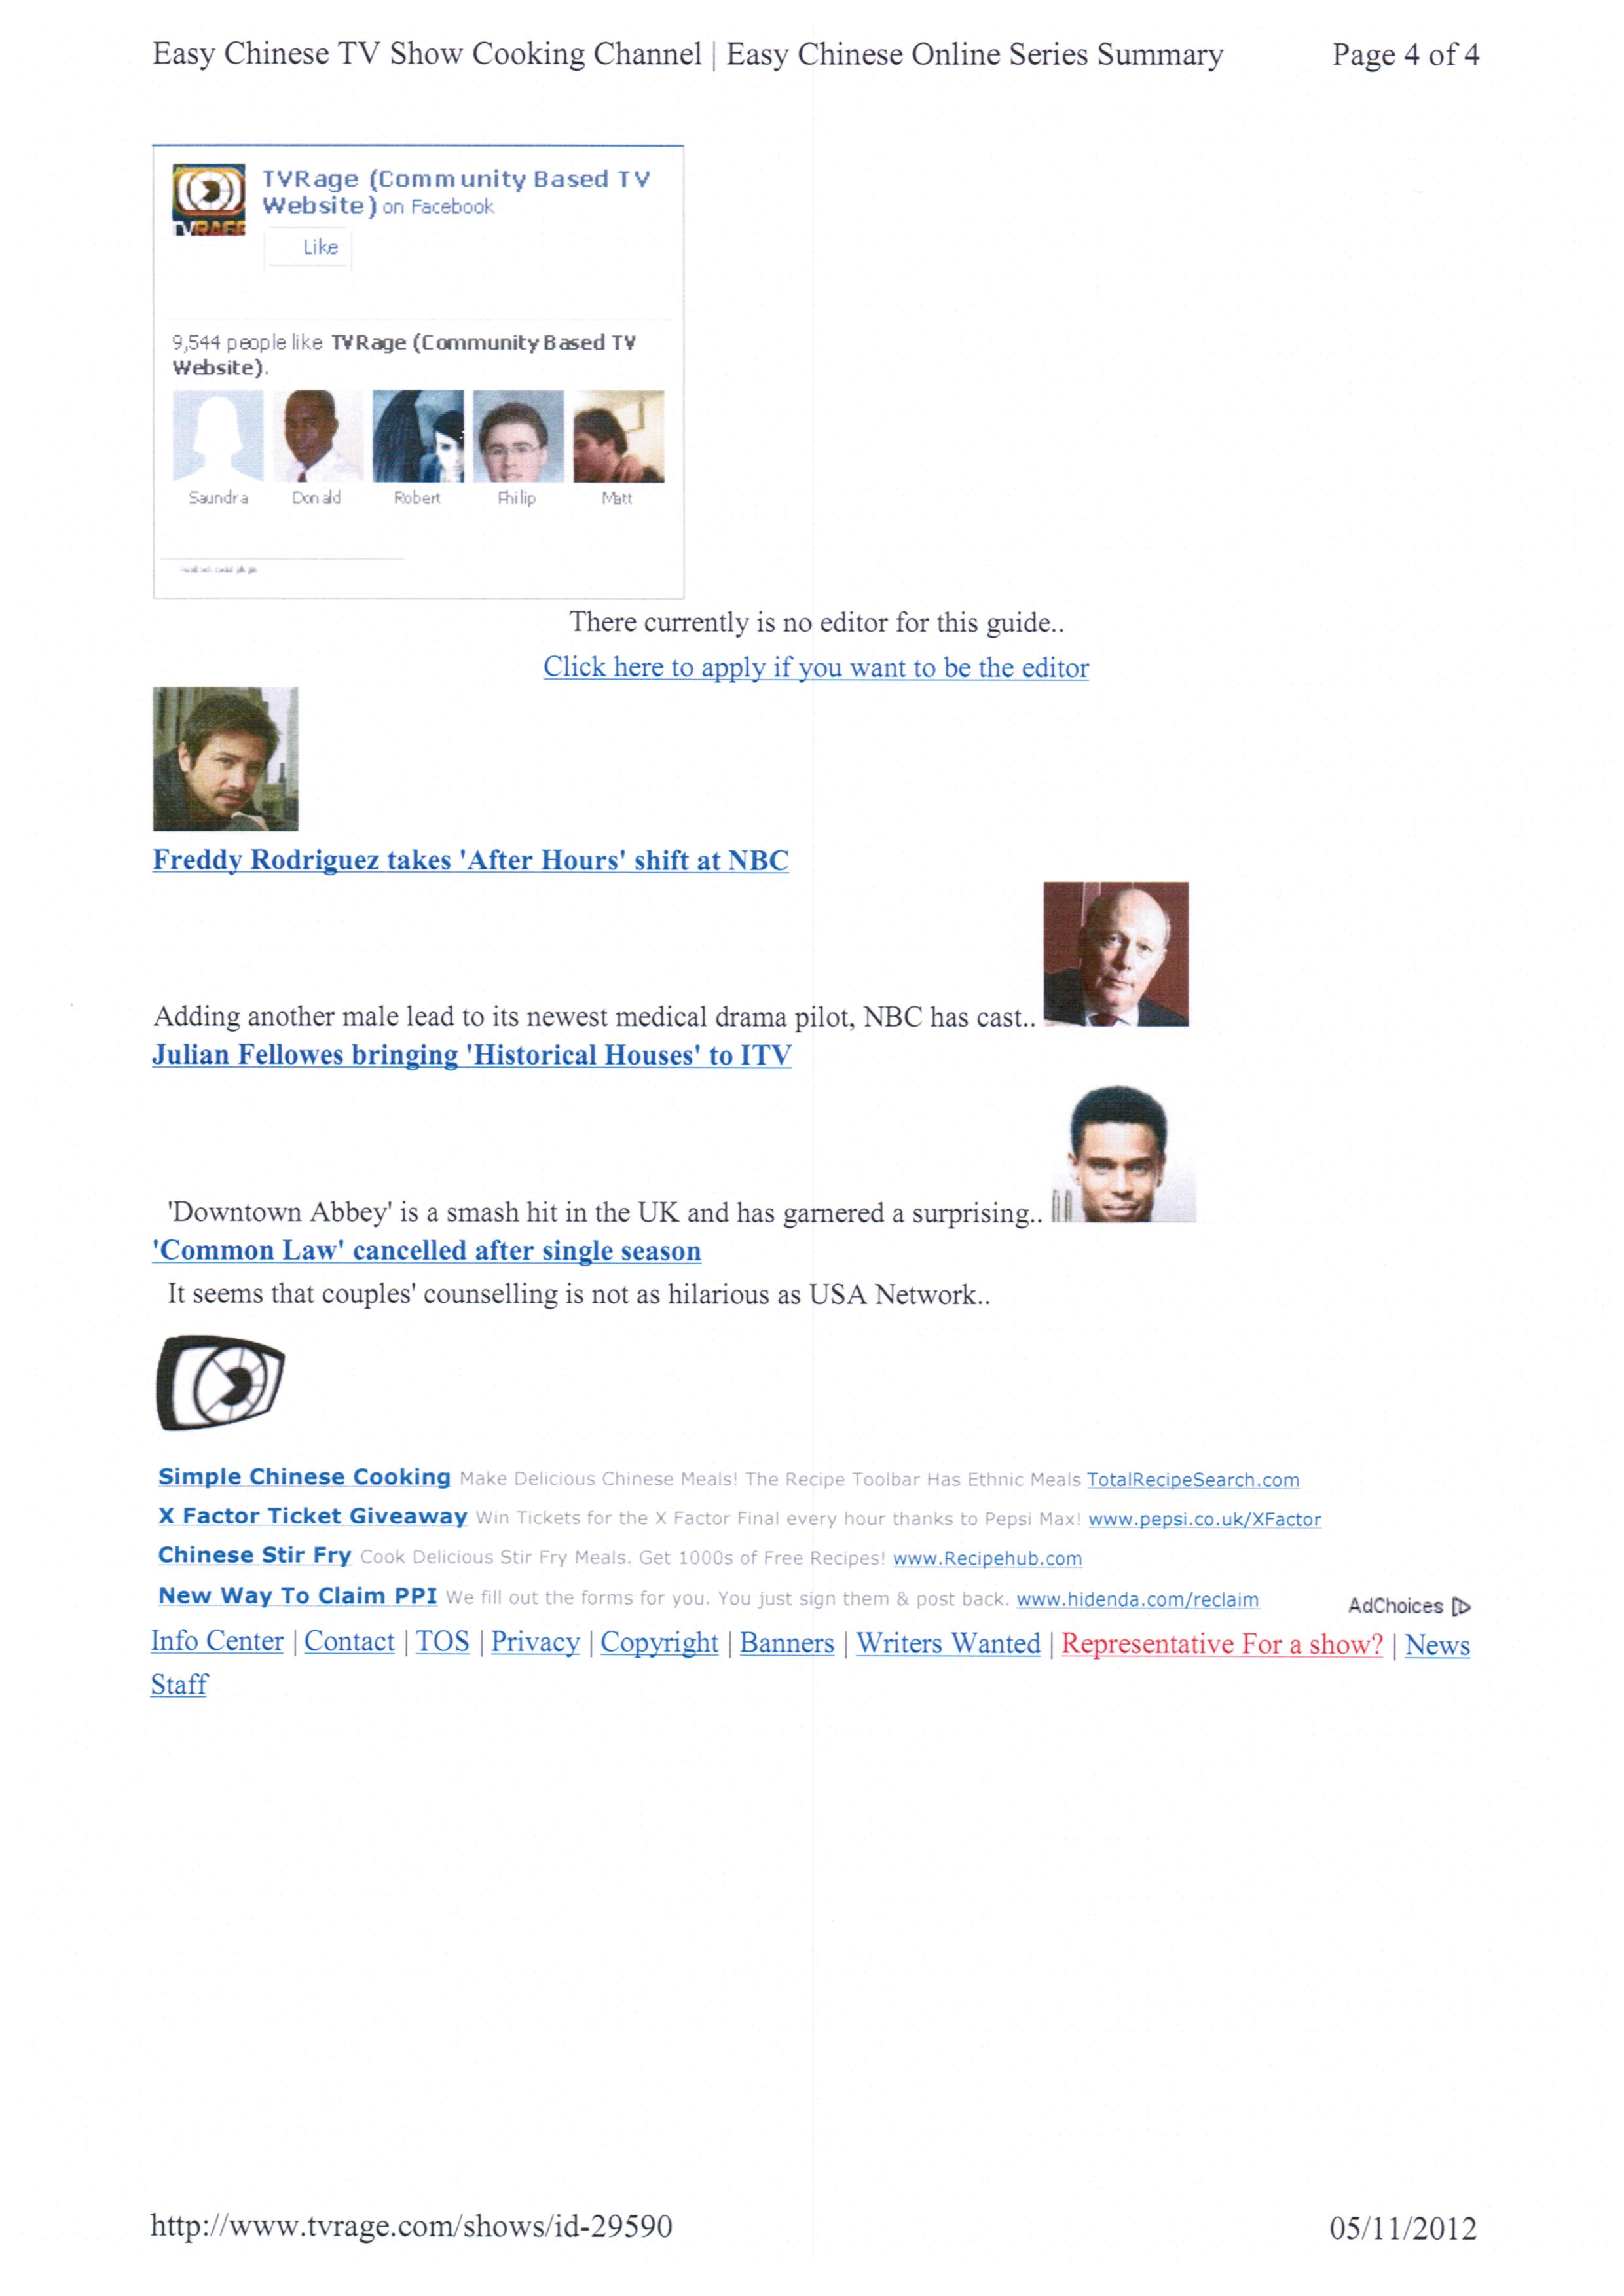 Easy Chinese TV Show Cooking Channel | Easy Chinese Online Series Summary Page 4 of 4
TVRAGE
TVRage (Community Based TV
Website) on Facebook
Like
9,544 people like TVRage (Community Based TV
Website).
Saundra Donald Robert Philip Matt
There currently is no editor for this guide..
Click here to apply if you want to be the editor
Freddy Rodriguez takes 'After Hours' shift at NBC
Adding another male lead to its newest medical drama pilot, NBC has cast..
Julian Fellowes bringing 'Historical Houses' to ITV
'Downtown Abbey' is a smash hit in the UK and has garnered a surprising..
'Common Law' cancelled after single season
It seems that couples' counselling is not as hilarious as USA Network..
Simple Chinese Cooking Make Delicious Chinese Meals! The Recipe Toolbar Has Ethnic Meals TotalRecipeSearch.com
X Factor Ticket Giveaway Win Tickets for the X Factor Final every hour thanks to Pepsi Max! www.pepsi.co.uk/XFactor
Chinese Stir Fry Cook Delicious Stir Fry Meals. Get 1000s of Free Recipes! www.Recipehub.com
New Way To Claim PPI We fill out the forms for you. You just sign them & post back. www.hidenda.com/reclaim
AdChoices
Info Center | Contact | TOS | Privacy | Copyright | Banners | Writers Wanted | Representative For a show? | News
Staff
http://www.tvrage.com/shows/id-29590 05/11/2012